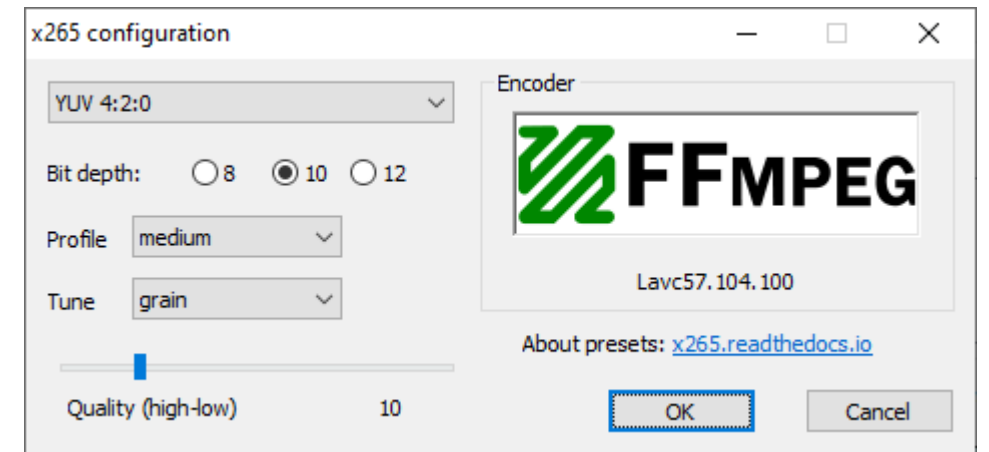 x265 configuration
YUV 4:2:0
Bit depth: 8 10 12
Profile medium
Tune grain
Quality (high-low) 10
Encoder
FFMPEG
Lavc57.104.100
About presets: x265.readthedocs.io
OK Cancel